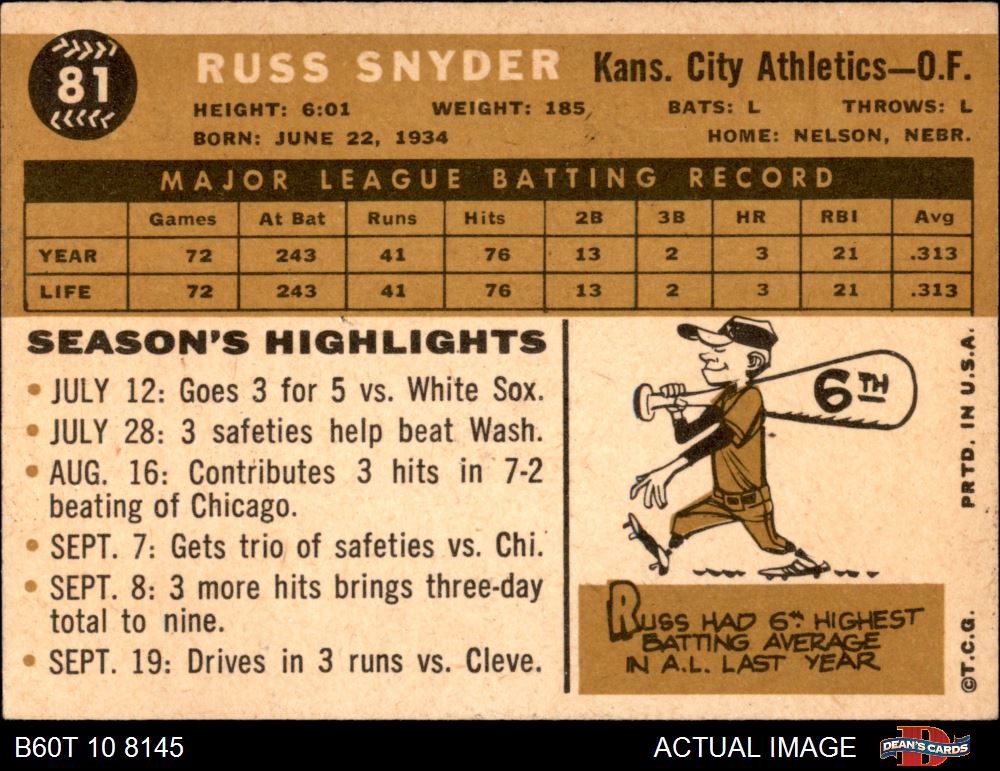 81
RUSS SNYDER Kans. City Athletics—O.F.
HEIGHT: 6:01 WEIGHT: 185 BATS: L THROWS: L
BORN: JUNE 22, 1934 HOME: NELSON, NEBR.
MAJOR LEAGUE BATTING RECORD
Games At Bat Runs Hits 2B 3B HR RBI Avg
YEAR 72 243 41 76 13 2 3 21 .313
LIFE 72 243 41 76 13 2 3 21 .313
SEASON'S HIGHLIGHTS
• JULY 12: Goes 3 for 5 vs. White Sox.
• JULY 28: 3 safeties help beat Wash.
• AUG. 16: Contributes 3 hits in 7-2
beating of Chicago.
• SEPT. 7: Gets trio of safeties vs. Chi.
• SEPT. 8: 3 more hits brings three-day
total to nine.
• SEPT. 19: Drives in 3 runs vs. Cleve.
6TH
RUSS HAD 6TH HIGHEST
BATTING AVERAGE
IN A.L. LAST YEAR
©T.C.G. PRTD. IN U.S.A.
B60T 10 8145 ACTUAL IMAGE DEAN'S CARDS